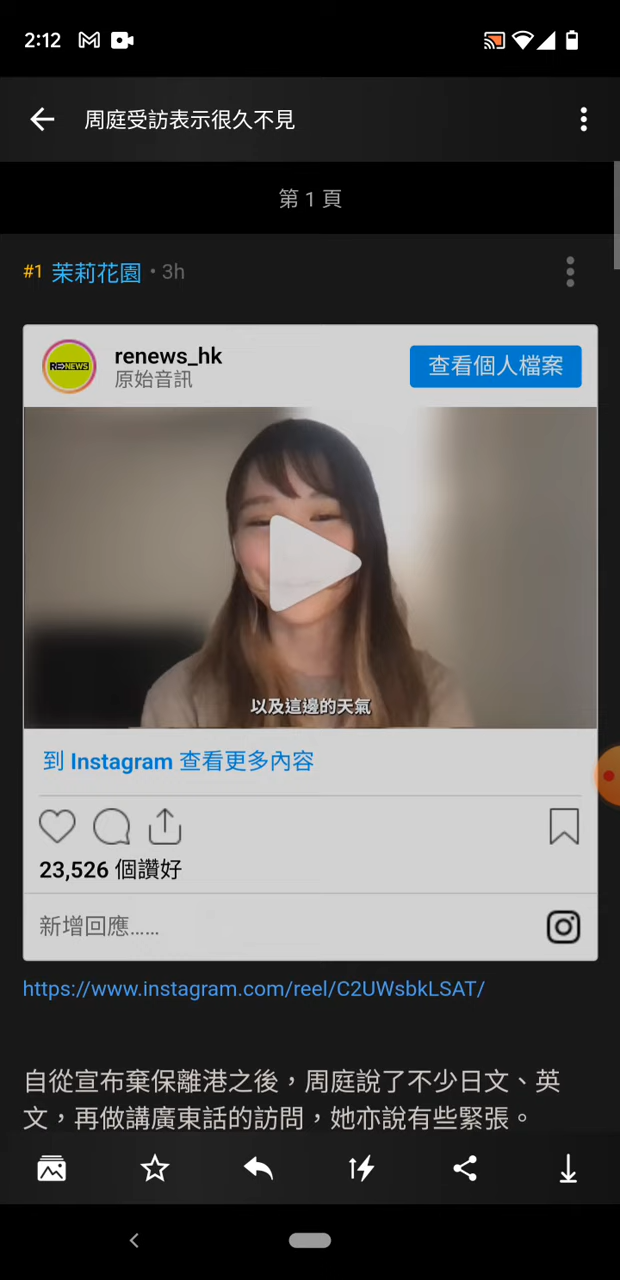 2:12
周庭受訪表示很久不見
第 1 頁
#1 茉莉花園 • 3h
RE:NEWS
renews_hk
原始音訊
查看個人檔案
以及這邊的天氣
到 Instagram 查看更多內容
23,526 個讚好
新增回應......
https://www.instagram.com/reel/C2UWsbkLSAT/
自從宣布棄保離港之後，周庭說了不少日文、英
文，再做講廣東話的訪問，她亦說有些緊張。